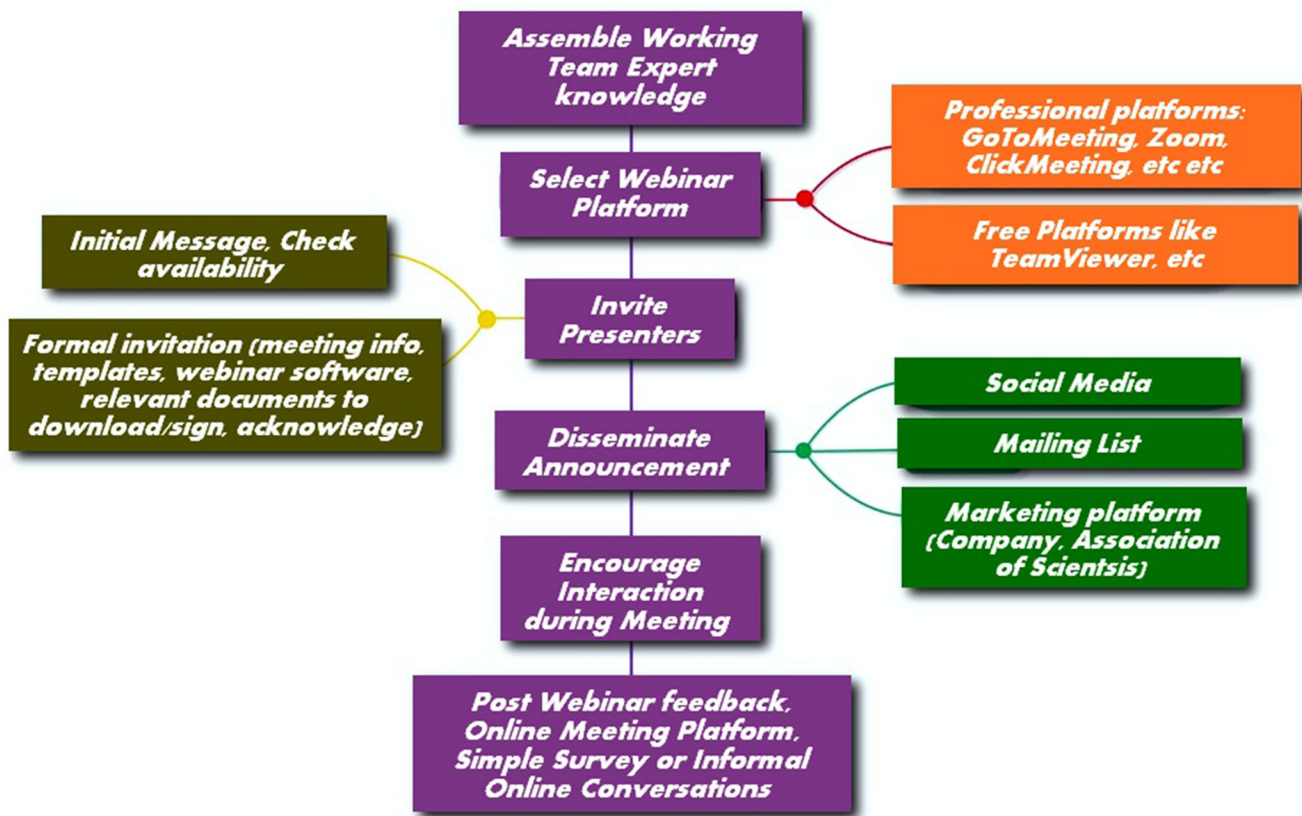 Assemble Working
Team Expert
knowledge
Professional platforms:
GoToMeeting, Zoom,
ClickMeeting, etc etc
Select Webinar
Platform
Free Platforms like
TeamViewer, etc
Initial Message, Check
availability
Invite
Presenters
Formal invitation (meeting info,
templates, webinar software,
relevant documents to
download/sign, acknowledge)
Social Media
Disseminate
Announcement
Mailing List
Marketing platform
(Company, Association
of Scientsis)
Encourage
Interaction
during Meeting
Post Webinar feedback,
Online Meeting Platform,
Simple Survey or Informal
Online Conversations